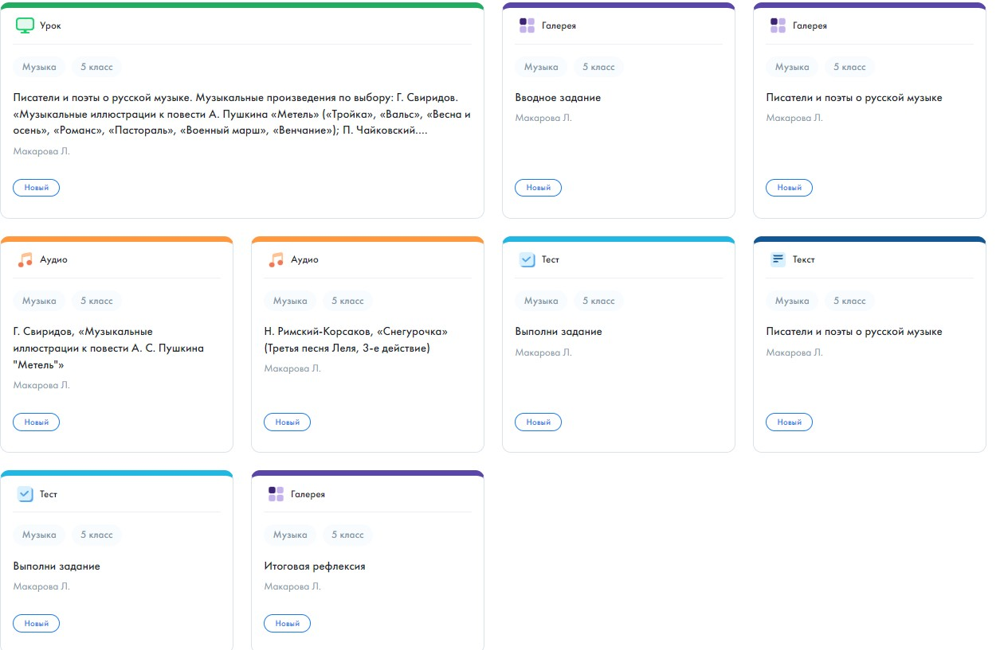 Урок
Музыка
5 класс
Писатели и поэты о русской музыке. Музыкальные произведения по выбору: Г. Свиридов.
«Музыкальные иллюстрации к повести А. Пушкина «Метель» («Тройка», «Вальс», «Весна и
осень», «Романс», «Пастораль», «Военный марш», «Венчание»); П. Чайковский....
Макарова Л.
Новый
Галерея
Музыка
5 класс
Вводное задание
Макарова Л.
Новый
Галерея
Музыка
5 класс
Писатели и поэты о русской музыке
Макарова Л.
Новый
Аудио
Музыка
5 класс
Г. Свиридов, «Музыкальные
иллюстрации к повести А. С. Пушкина
"Метель"»
Макарова Л.
Новый
Аудио
Музыка
5 класс
Н. Римский-Корсаков, «Снегурочка»
(Третья песня Леля, 3-е действие)
Макарова Л.
Новый
Тест
Музыка
5 класс
Выполни задание
Макарова Л.
Новый
Текст
Музыка
5 класс
Писатели и поэты о русской музыке
Макарова Л.
Новый
Тест
Музыка
5 класс
Выполни задание
Макарова Л.
Новый
Галерея
Музыка
5 класс
Итоговая рефлексия
Макарова Л.
Новый